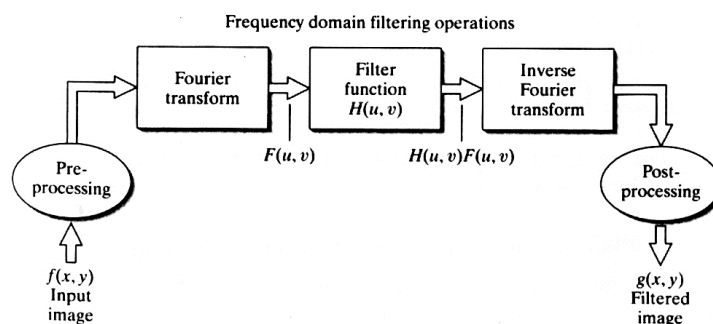 Frequency domain filtering operations
Fourier
transform
Filter
function
H(u, v)
Inverse
Fourier
transform
F(u, v)
H(u, v)F(u, v)
Pre-
processing
Post-
processing
f(x, y)
Input
image
g(x, y)
Filtered
image